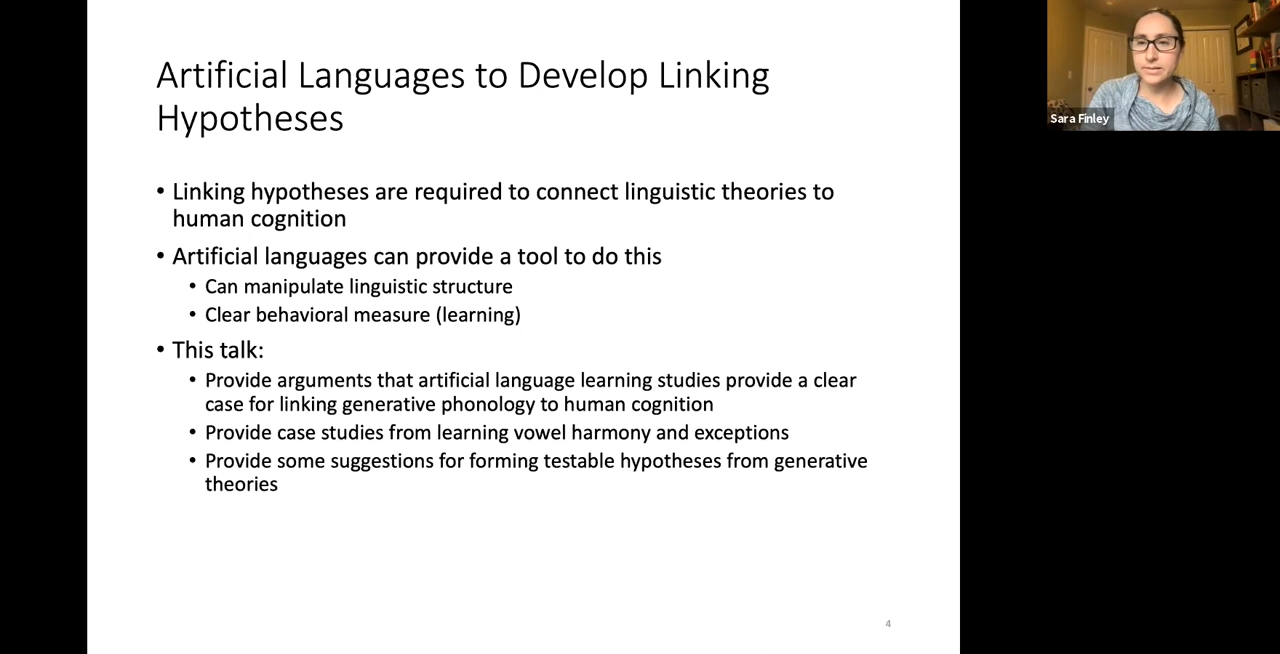 Artificial Languages to Develop Linking
Hypotheses
• Linking hypotheses are required to connect linguistic theories to
human cognition
• Artificial languages can provide a tool to do this
• Can manipulate linguistic structure
• Clear behavioral measure (learning)
• This talk:
• Provide arguments that artificial language learning studies provide a clear
case for linking generative phonology to human cognition
• Provide case studies from learning vowel harmony and exceptions
• Provide some suggestions for forming testable hypotheses from generative
theories
4
Sara Finley